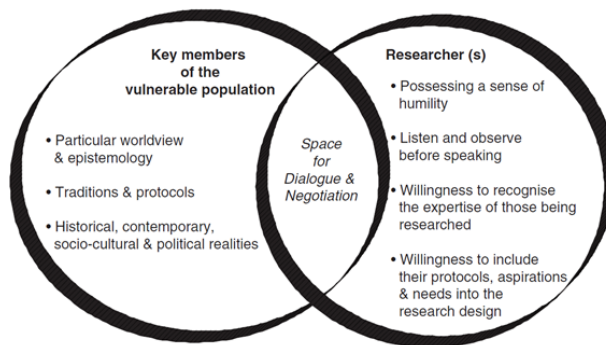 Key members
of the
vulnerable population
• Particular worldview
& epistemology
• Traditions & protocols
• Historical, contemporary,
socio-cultural & political realities
Space
for
Dialogue &
Negotiation
Researcher (s)
• Possessing a sense of
humility
• Listen and observe
before speaking
• Willingness to recognise
the expertise of those being
researched
• Willingness to include
their protocols, aspirations
& needs into the
research design